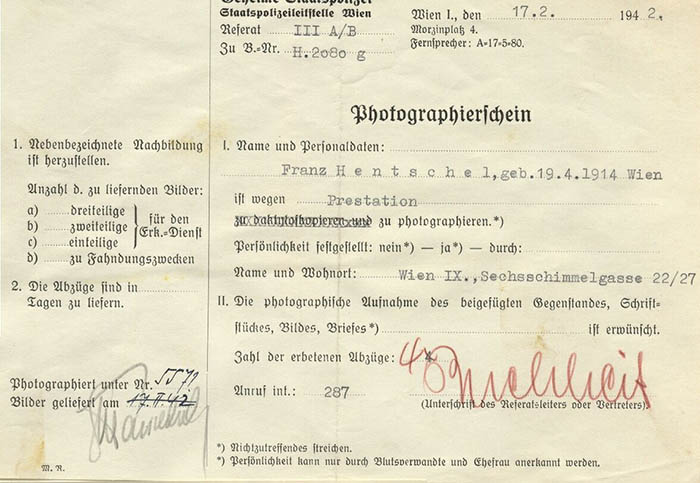 Geheime Staatspolizei
Staatspolizeileitstelle Wien
Referat III A/B
Zu B.-Nr. H.2080 g
Wien I., den 17.2. 1942.
Morzinplatz 4.
Fernsprecher: A=17=5=80.
Photographierschein
1. Nebenbezeichnete Nachbildung
ist herzustellen.
Anzahl d. zu liefernden Bilder:
a) dreiteilige
b) zweiteilige
c) einteilige
für den
Erk.=Dienst
d) zu Fahndungszwecken
2. Die Abzüge sind in
Tagen zu liefern.
Photographiert unter Nr.
Bilder geliefert am 17.II.42
M. R.
I. Name und Personaldaten:
Franz Hentschel, geb.19.4.1914 Wien
ist wegen Prestation
zu daktyloskopieren und zu photographieren.*)
Persönlichkeit festgestellt: nein*) — ja*) — durch:
Name und Wohnort: Wien IX., Sechsschimmelgasse 22/27
II. Die photographische Aufnahme des beigefügten Gegenstandes, Schrift=
stückes, Bildes, Briefes*) ist erwünscht.
Zahl der erbetenen Abzüge: 4
Anruf int.: 287
(Unterschrift des Referatsleiters oder Vertreters)
*) Nichtzutreffendes streichen.
*) Persönlichkeit kann nur durch Blutsverwandte und Ehefrau anerkannt werden.